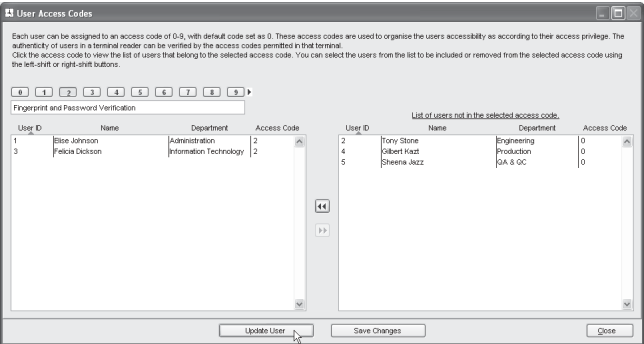 User Access Codes
Each user can be assigned to an access code of 0-9, with default code set as 0. These access codes are used to organise the users accessibility as according to their access privilege. The
authenticity of users in a terminal reader can be verified by the access codes permitted in that terminal.
Click the access code to view the list of users that belong to the selected access code. You can select the users from the list to be included or removed from the selected access code using
the left-shift or right-shift buttons.
0 1 2 3 4 5 6 7 8 9
Fingerprint and Password Verification
List of users not in the selected access code.
User ID Name Department Access Code User ID Name Department Access Code
1 Elise Johnson Administration 2 2 Tony Stone Engineering 0
3 Felicia Dickson Information Technology 2 4 Gilbert Kazt Production 0
5 Sheena Jazz QA & QC 0
Update User Save Changes Close